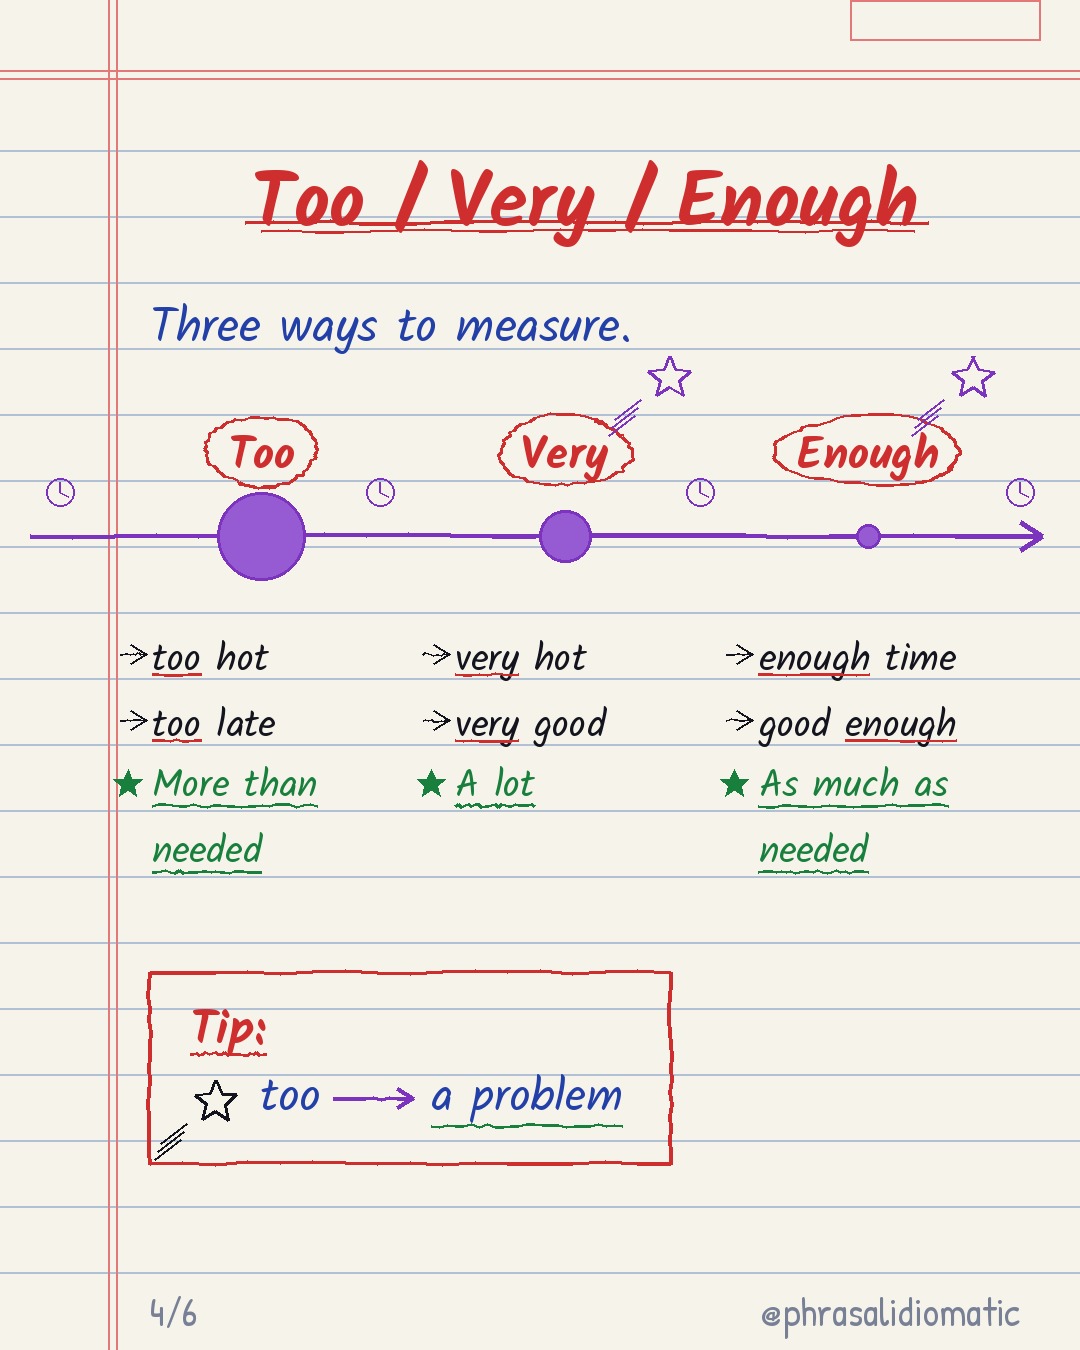 Too / Very / Enough
Three ways to measure.
Too
Very
Enough
too hot
too late
More than
needed
very hot
very good
A lot
enough time
good enough
As much as
needed
Tip:
too → a problem
4/6
@phrasalidiomatic